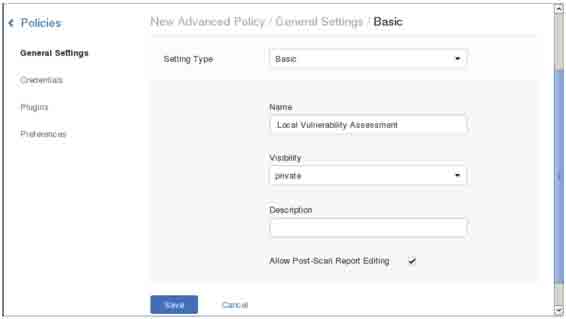 Policies
New Advanced Policy / General Settings / Basic
General Settings
Credentials
Plugins
Preferences
Setting Type
Basic
Name
Local Vulnerability Assessment
Visibility
private
Description
Allow Post-Scan Report Editing
Save
Cancel